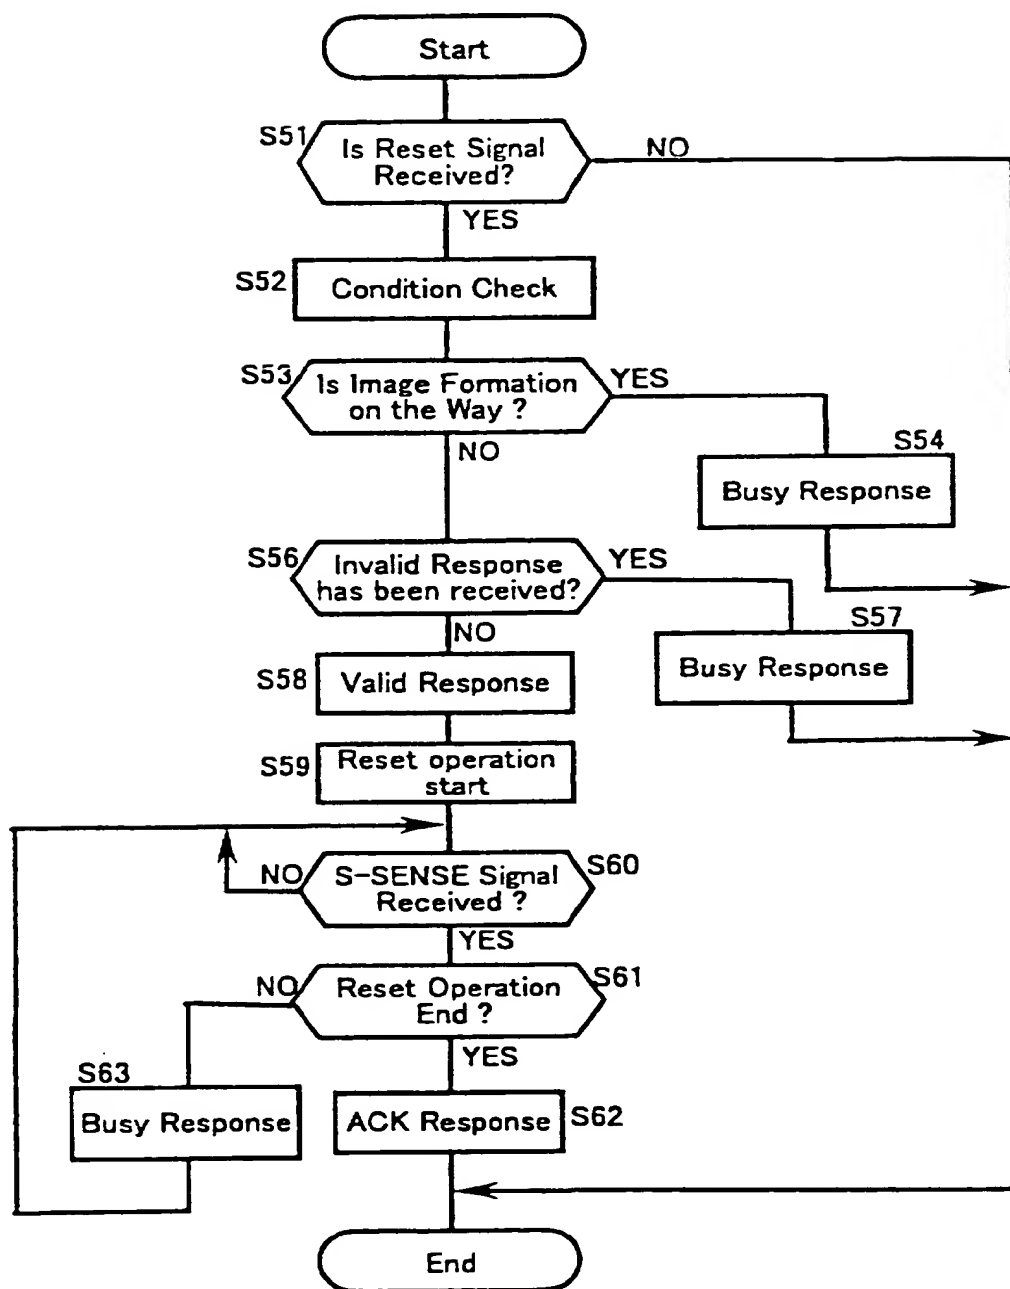 Start
S51
Is Reset Signal
Received?
NO
YES
S52
Condition Check
S53
Is Image Formation
on the Way ?
YES
NO
S54
Busy Response
S56
Invalid Response
has been received?
YES
NO
S57
Busy Response
S58
Valid Response
S59
Reset operation
start
NO
S-SENSE Signal
Received ?
S60
YES
NO
Reset Operation
End ?
S61
YES
S63
Busy Response
ACK Response
S62
End